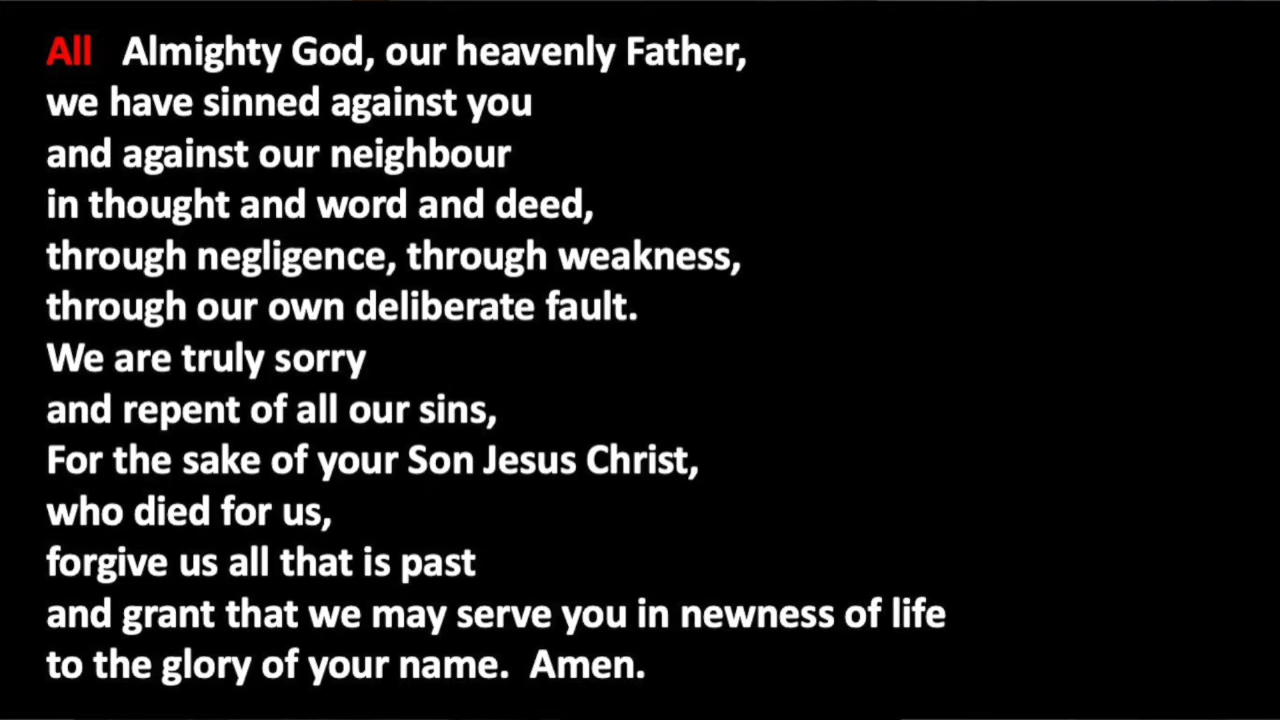 All Almighty God, our heavenly Father,
we have sinned against you
and against our neighbour
in thought and word and deed,
through negligence, through weakness,
through our own deliberate fault.
We are truly sorry
and repent of all our sins,
For the sake of your Son Jesus Christ,
who died for us,
forgive us all that is past
and grant that we may serve you in newness of life
to the glory of your name.  Amen.